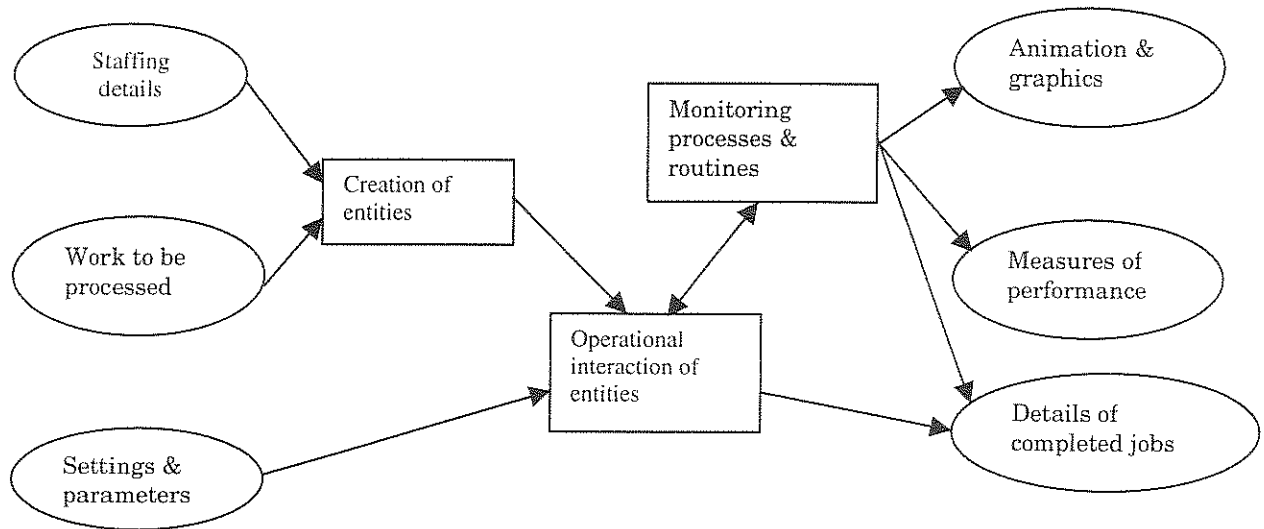 Staffing
details
Work to be
processed
Settings &
parameters
Creation of
entities
Operational
interaction of
entities
Monitoring
processes &
routines
Animation &
graphics
Measures of
performance
Details of
completed jobs